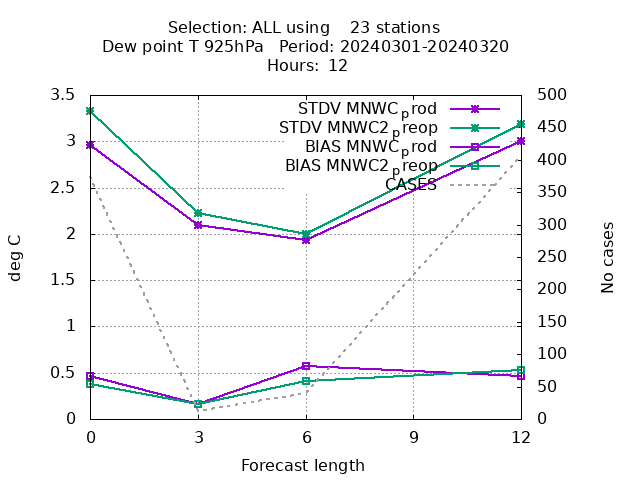 Selection: ALL using 23 stations
Dew point T 925hPa Period: 20240301-20240320
Hours: 12
STDV MNWC_prod
STDV MNWC2_preop
BIAS MNWC_prod
BIAS MNWC2_preop
CASES
3.5
3
2.5
2
1.5
1
0.5
0
500
450
400
350
300
250
200
150
100
50
0
deg C
No cases
0 3 6 9 12
Forecast length